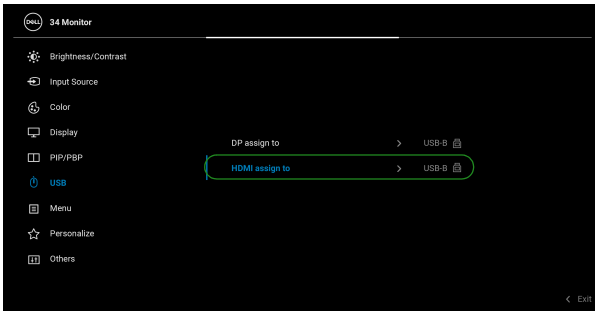 DELL 34 Monitor
Brightness/Contrast
Input Source
Color
Display
DP assign to USB-B
PIP/PBP
HDMI assign to USB-B
USB
Menu
Personalize
Others
Exit